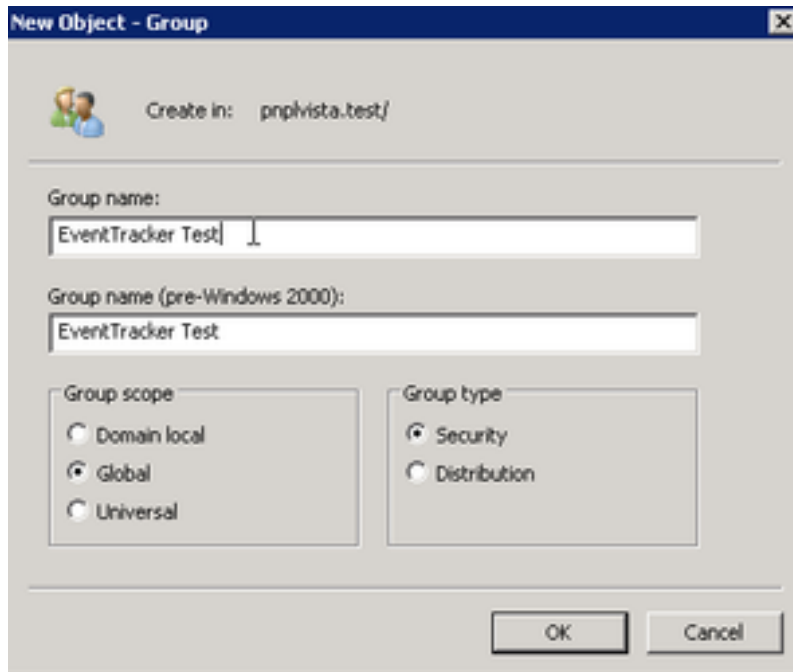 New Object - Group
Create in: pnplvista.test/
Group name:
EventTracker Test
Group name (pre-Windows 2000):
EventTracker Test
Group scope
Domain local
Global
Universal
Group type
Security
Distribution
OK Cancel